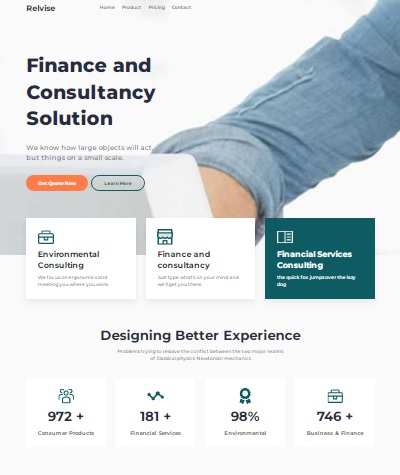 Relvise
Home Product Pricing Contact
Finance and
Consultancy
Solution
We know how large objects will act,
but things on a small scale.
Get Quote Now
Learn More
Environmental
Consulting
We focus on ergonomics and
meeting you where you work.
Finance and
consultancy
Just type what's on your mind and
we'll get you there.
Financial Services
Consulting
the quick fox jumps over the lazy
dog
Designing Better Experience
Problems trying to resolve the conflict between the two major realms
of Classical physics: Newtonian mechanics
972 +
Consumer Products
181 +
Financial Services
98%
Environmental
746 +
Business & Finance